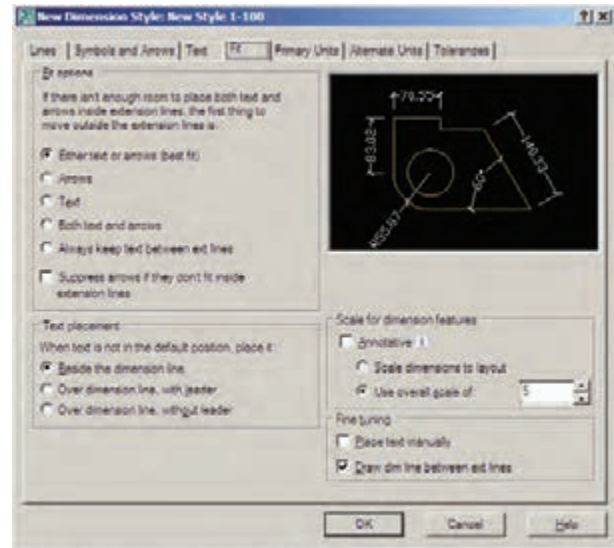 New Dimension Style: New Style 1-100
Lines Symbols and Arrows Text Fit Primary Units Alternate Units Tolerances
Fit options
If there isn't enough room to place both text and
arrows inside extension lines, the first thing to
move outside the extension lines is:
Either text or arrows (best fit)
Arrows
Text
Both text and arrows
Always keep text between ext lines
Suppress arrows if they don't fit inside
extension lines
Text placement
When text is not in the default position, place it:
Beside the dimension line
Over dimension line, with leader
Over dimension line, without leader
83.82
140.33
60°
Scale for dimension features
Annotative
Scale dimensions to layout
Use overall scale of: 5
Fine tuning
Place text manually
Draw dim line between ext lines
OK Cancel Help